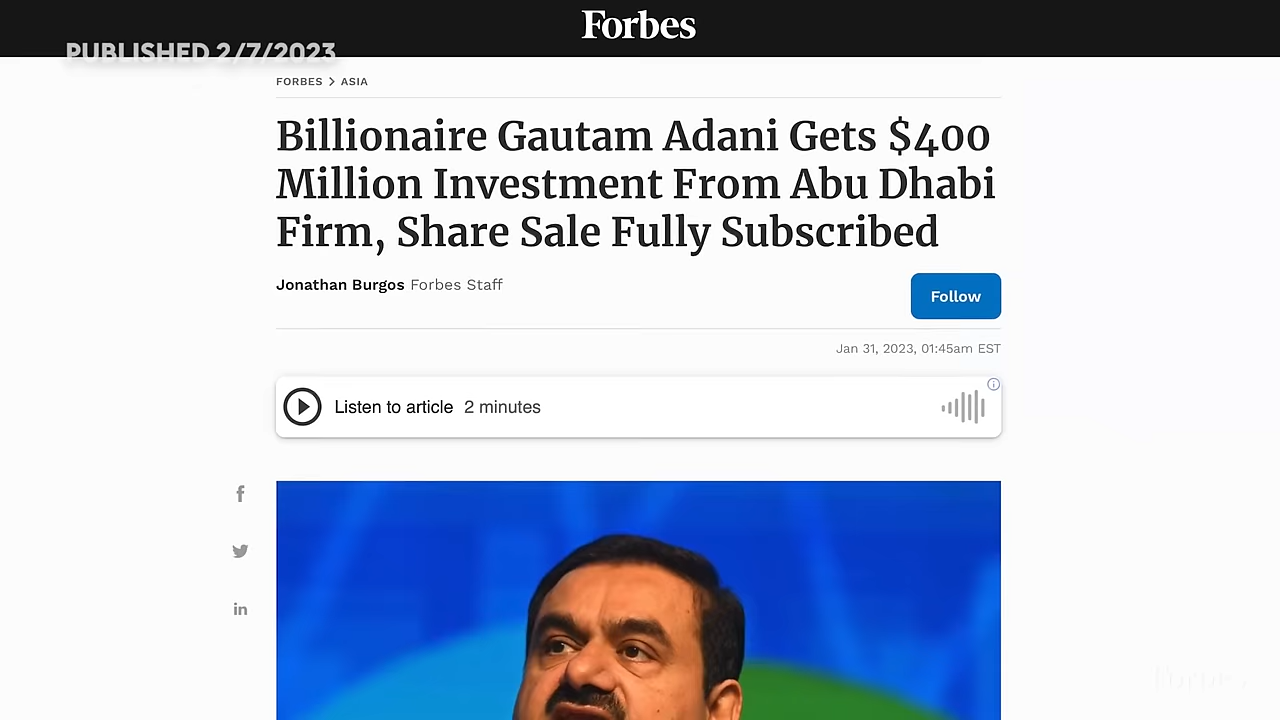 Forbes
PUBLISHED 2/7/2023
FORBES > ASIA
Billionaire Gautam Adani Gets $400
Million Investment From Abu Dhabi
Firm, Share Sale Fully Subscribed
Jonathan Burgos Forbes Staff
Follow
Jan 31, 2023, 01:45am EST
Listen to article 2 minutes
Forbes